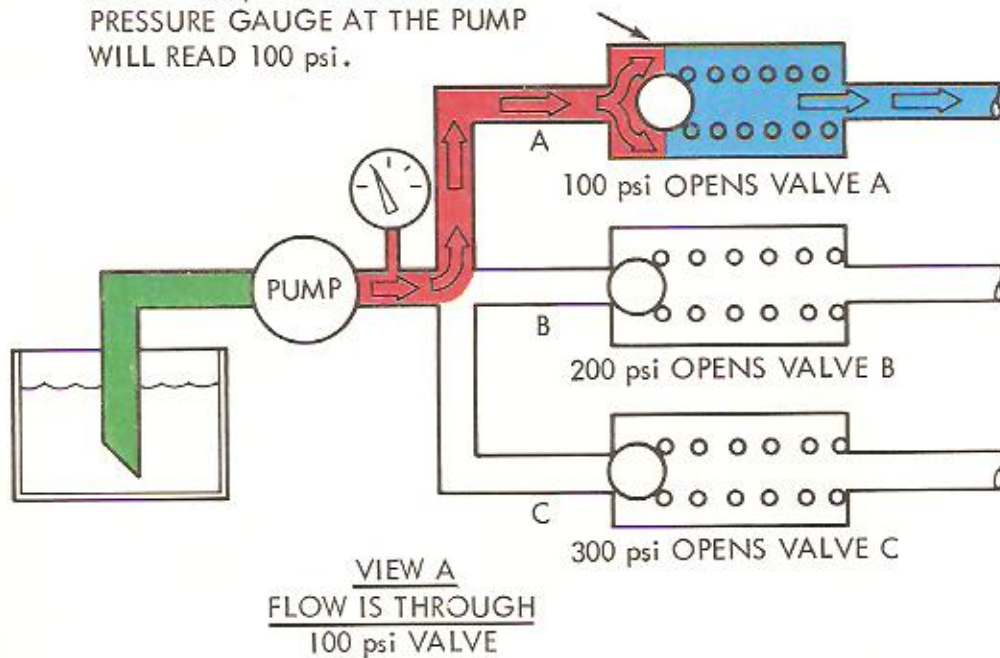 PRESSURE GAUGE AT THE PUMP
WILL READ 100 psi.
A
100 psi OPENS VALVE A
PUMP
B
200 psi OPENS VALVE B
C
300 psi OPENS VALVE C
VIEW A
FLOW IS THROUGH
100 psi VALVE